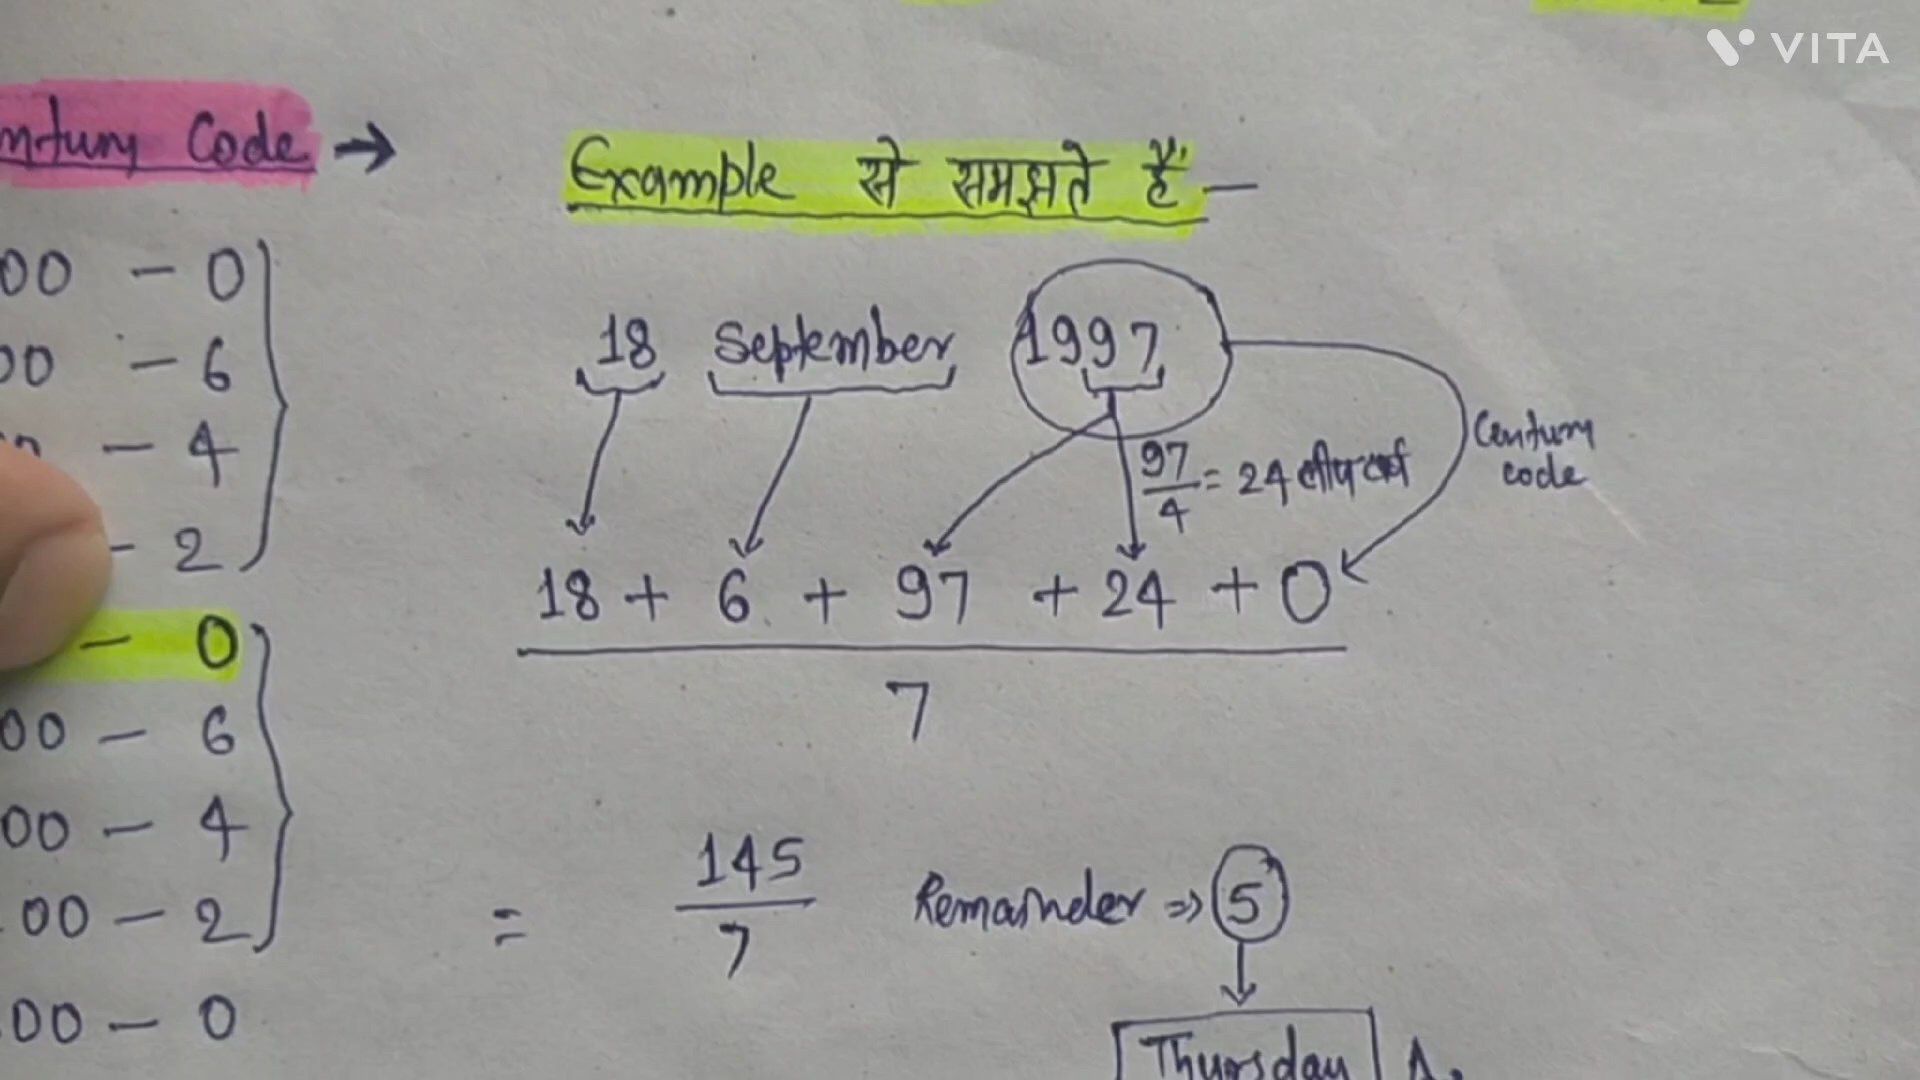 VITA
Code →
Example से समझते हैं —
00 - 0
00 - 6
- 4
- 2
- 0
00 - 6
00 - 4
00 - 2
00 - 0
18 September 1997
97/4 = 24 लीप वर्ष
Century code
18 + 6 + 97 + 24 + 0
7
= 145/7 Remainder => 5
Thursday